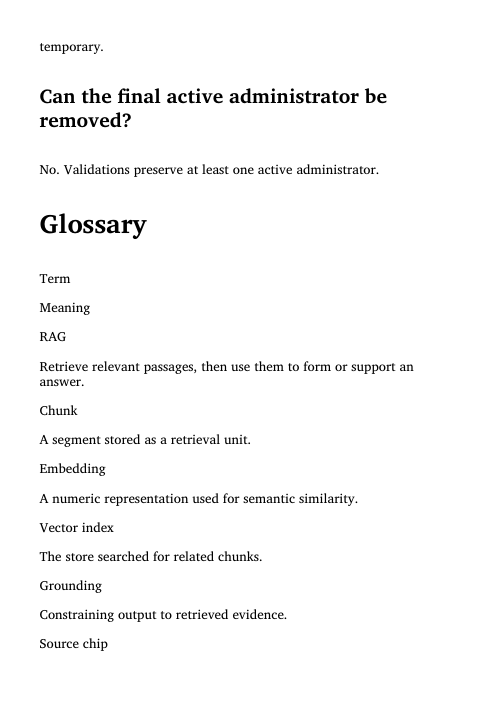 temporary.
Can the final active administrator be
removed?
No. Validations preserve at least one active administrator.
Glossary
Term
Meaning
RAG
Retrieve relevant passages, then use them to form or support an
answer.
Chunk
A segment stored as a retrieval unit.
Embedding
A numeric representation used for semantic similarity.
Vector index
The store searched for related chunks.
Grounding
Constraining output to retrieved evidence.
Source chip